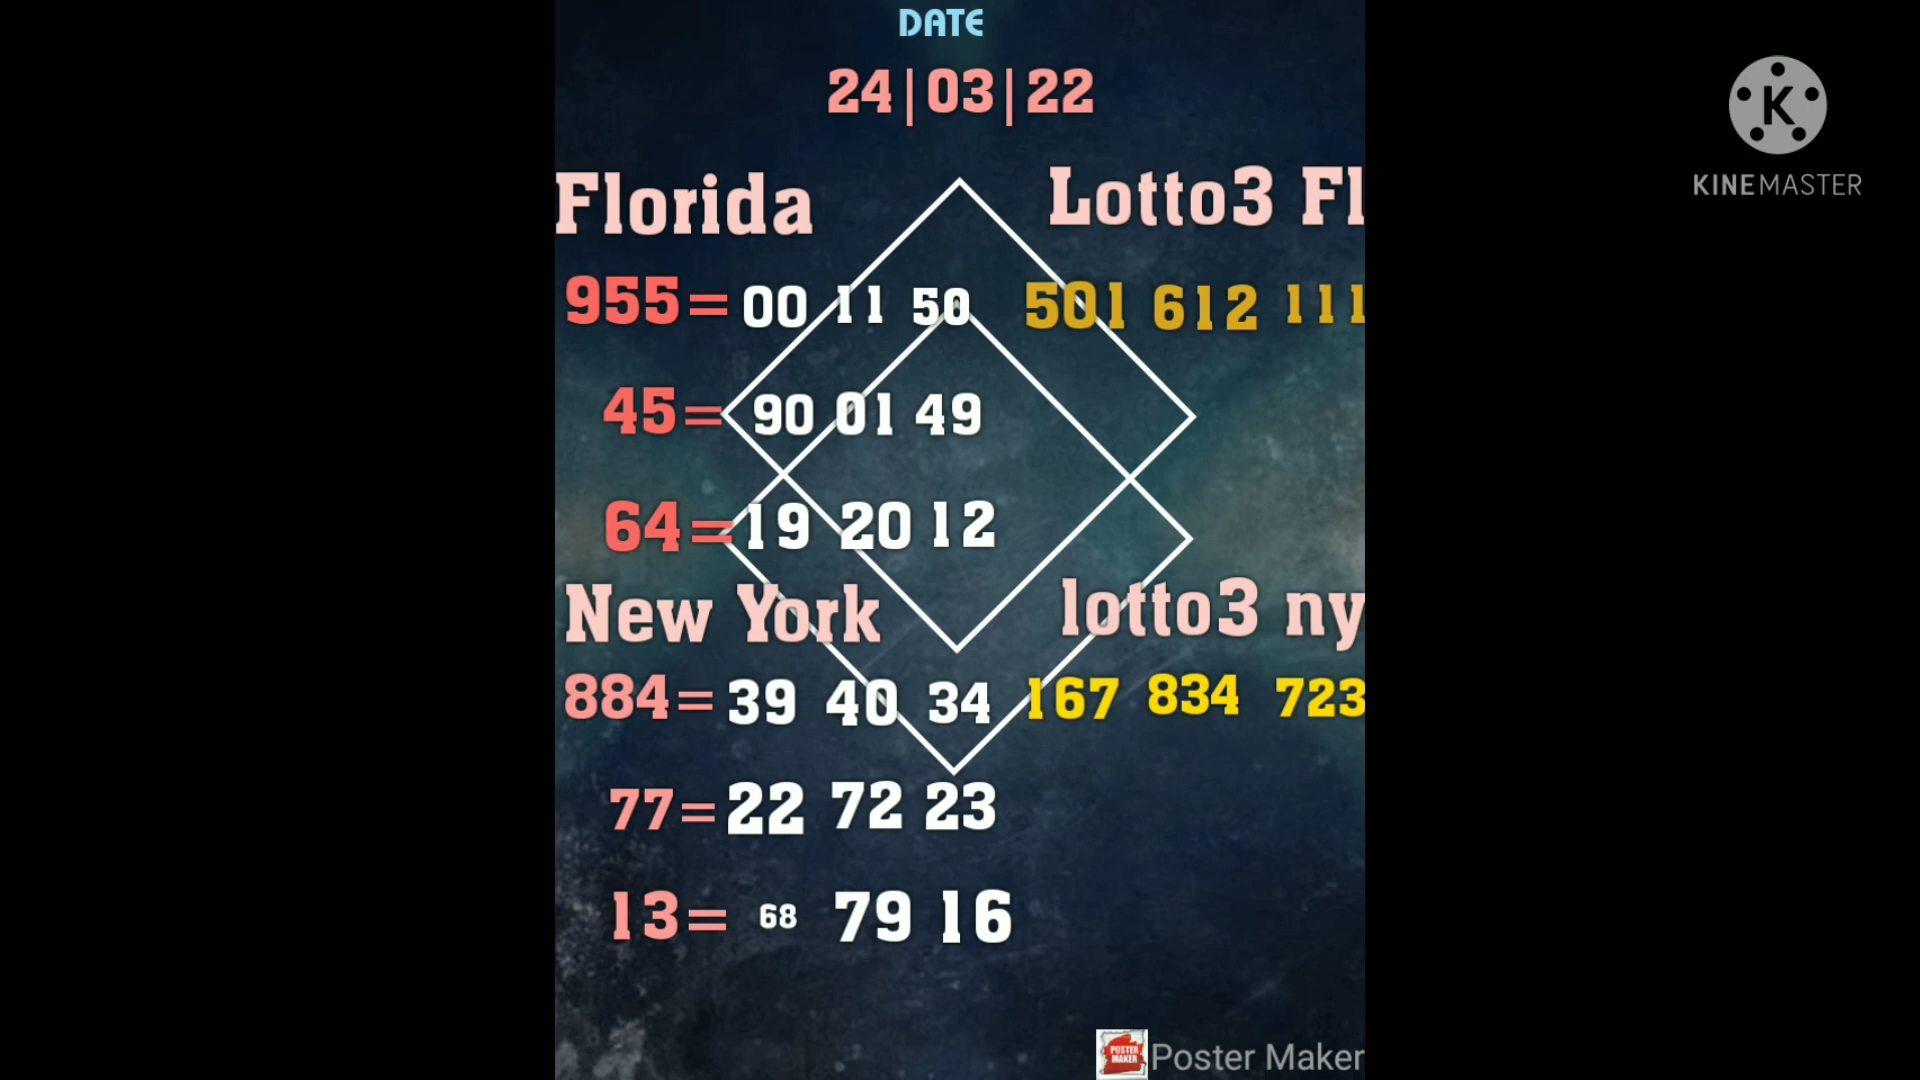 DATE
24|03|22
Florida
Lotto3 Fl
955= 00 11 50 501 612 111
45= 90 01 49
64= 19 20 12
New York
lotto3 ny
884= 39 40 34 167 834 723
77= 22 72 23
13= 68 79 16
K
KINEMASTER
POSTER MAKER
Poster Maker